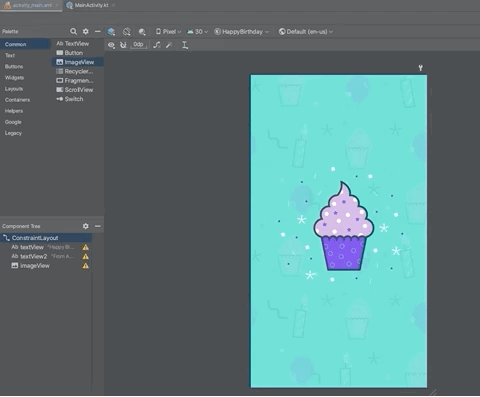 activity_main.xml
MainActivity.kt
Palette
Pixel
30
HappyBirthday
Default (en-us)
Common
Ab TextView
0dp
Text
Button
Buttons
ImageView
Widgets
Recycler...
Layouts
Fragmen...
Containers
ScrollView
Helpers
Switch
Google
Legacy
Component Tree
ConstraintLayout
Ab textView "Happy Bi...
Ab textView2 "From A...
imageView